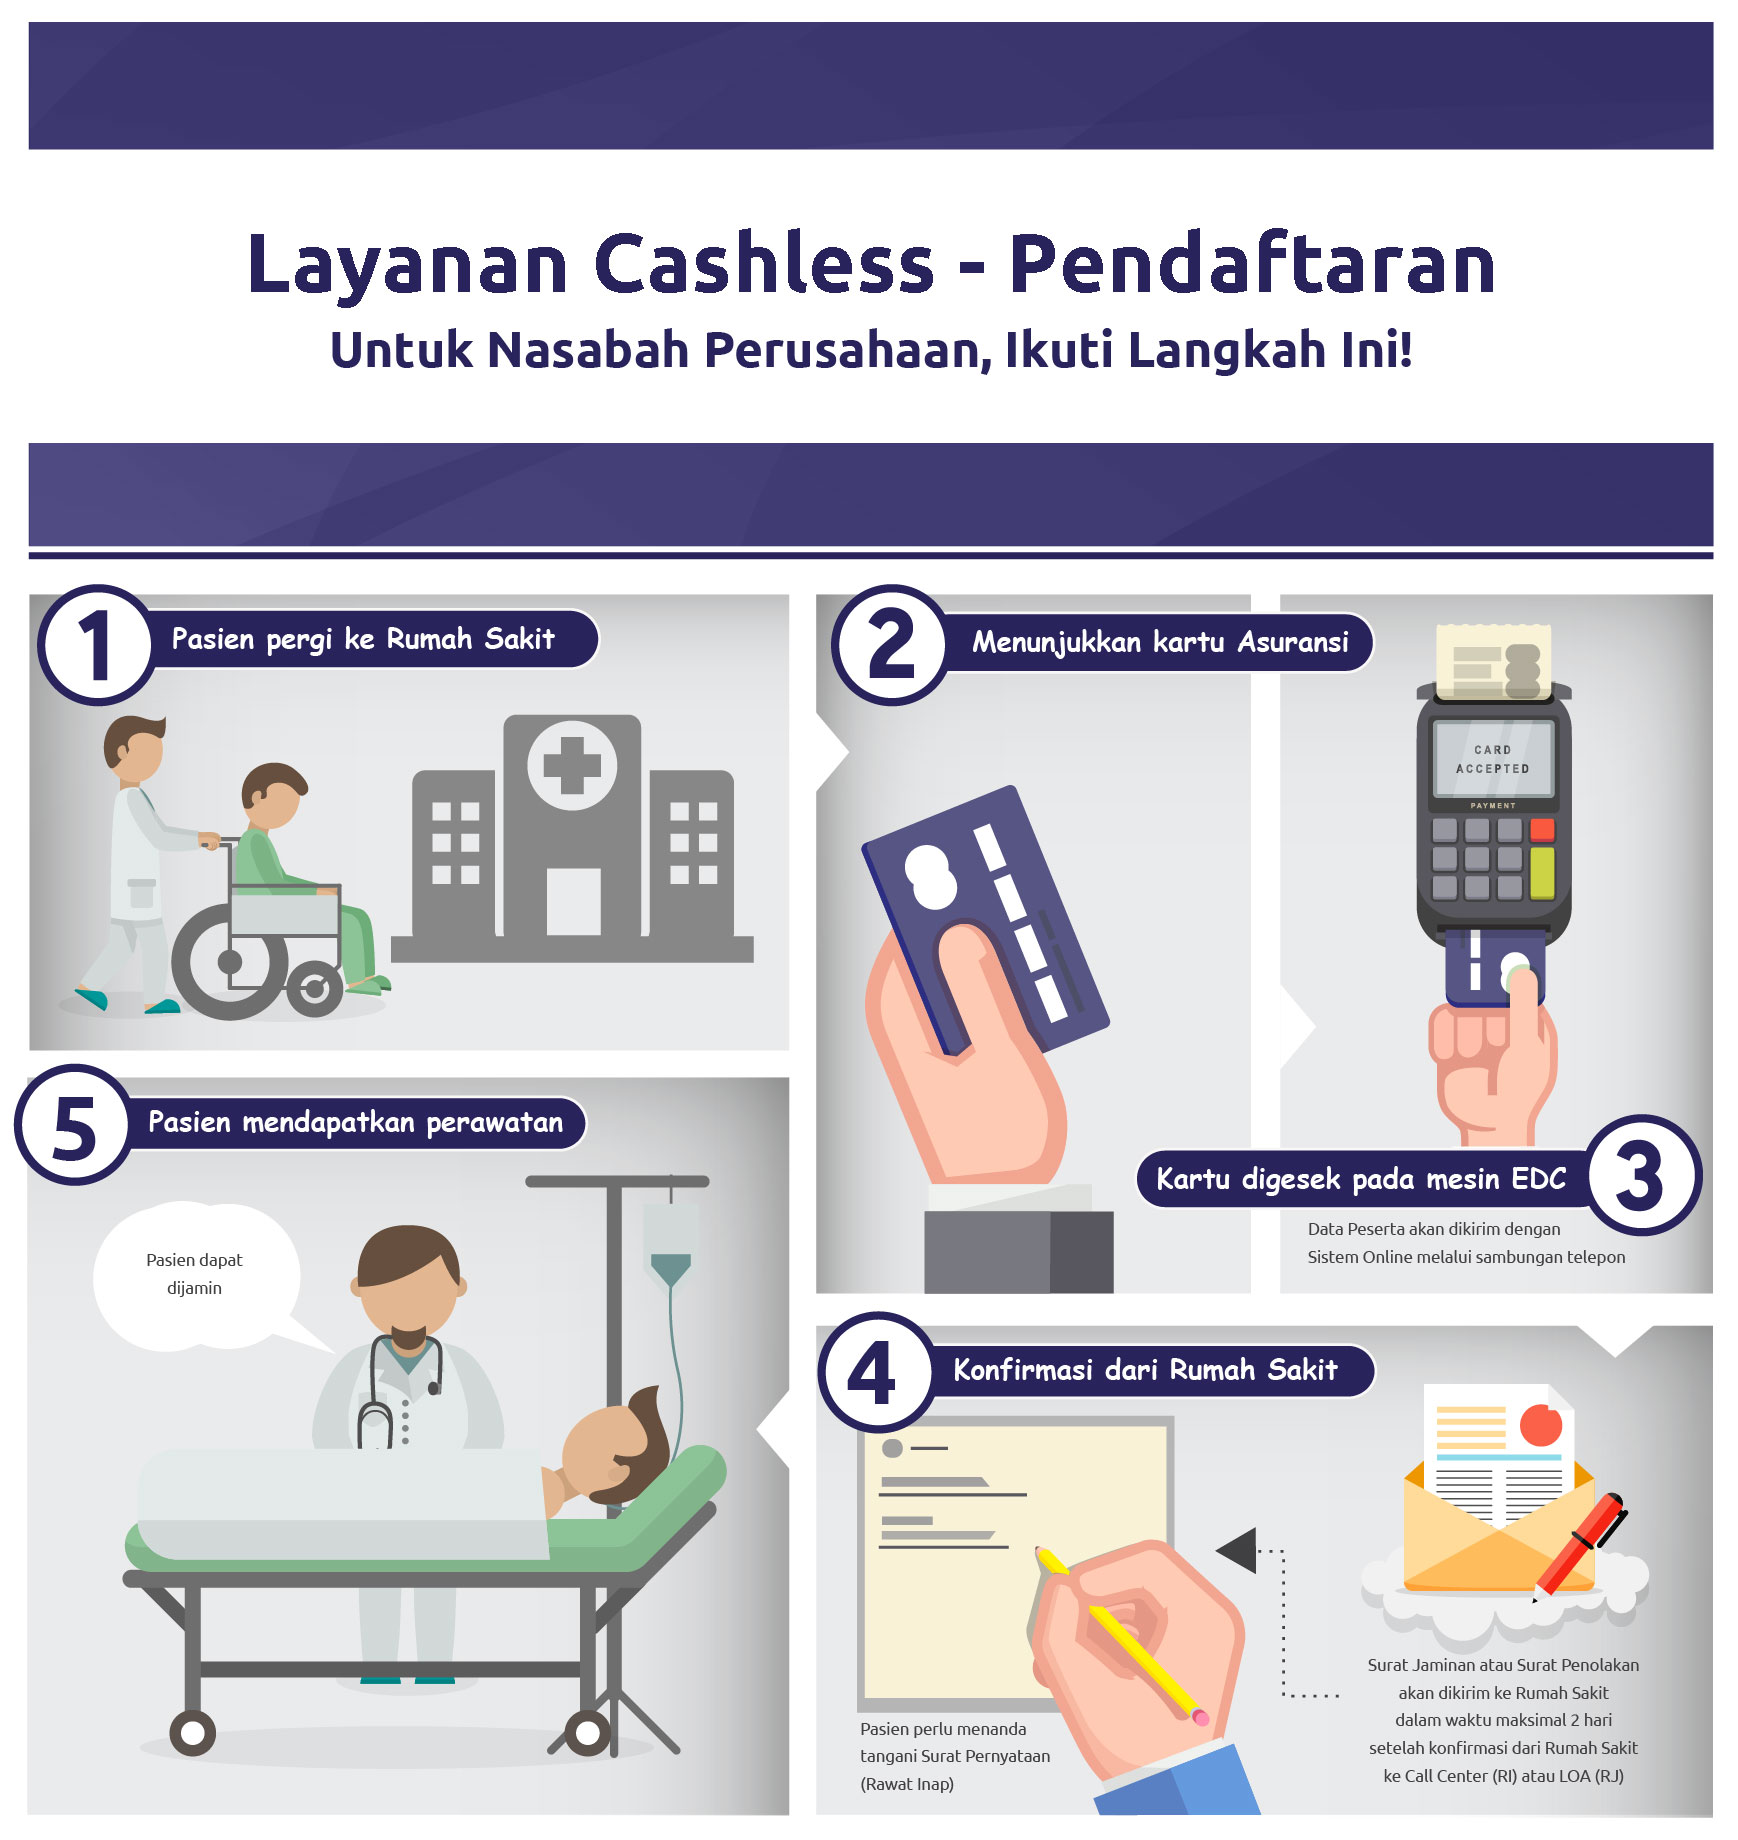 Layanan Cashless - Pendaftaran
Untuk Nasabah Perusahaan, Ikuti Langkah Ini!
1 Pasien pergi ke Rumah Sakit
2 Menunjukkan kartu Asuransi
CARD
ACCEPTED
PAYMENT
Kartu digesek pada mesin EDC 3
Data Peserta akan dikirim dengan
Sistem Online melalui sambungan telepon
4 Konfirmasi dari Rumah Sakit
Surat Jaminan atau Surat Penolakan
akan dikirim ke Rumah Sakit
dalam waktu maksimal 2 hari
setelah konfirmasi dari Rumah Sakit
ke Call Center (RI) atau LOA (RJ)
Pasien perlu menanda
tangani Surat Pernyataan
(Rawat Inap)
5 Pasien mendapatkan perawatan
Pasien dapat
dijamin